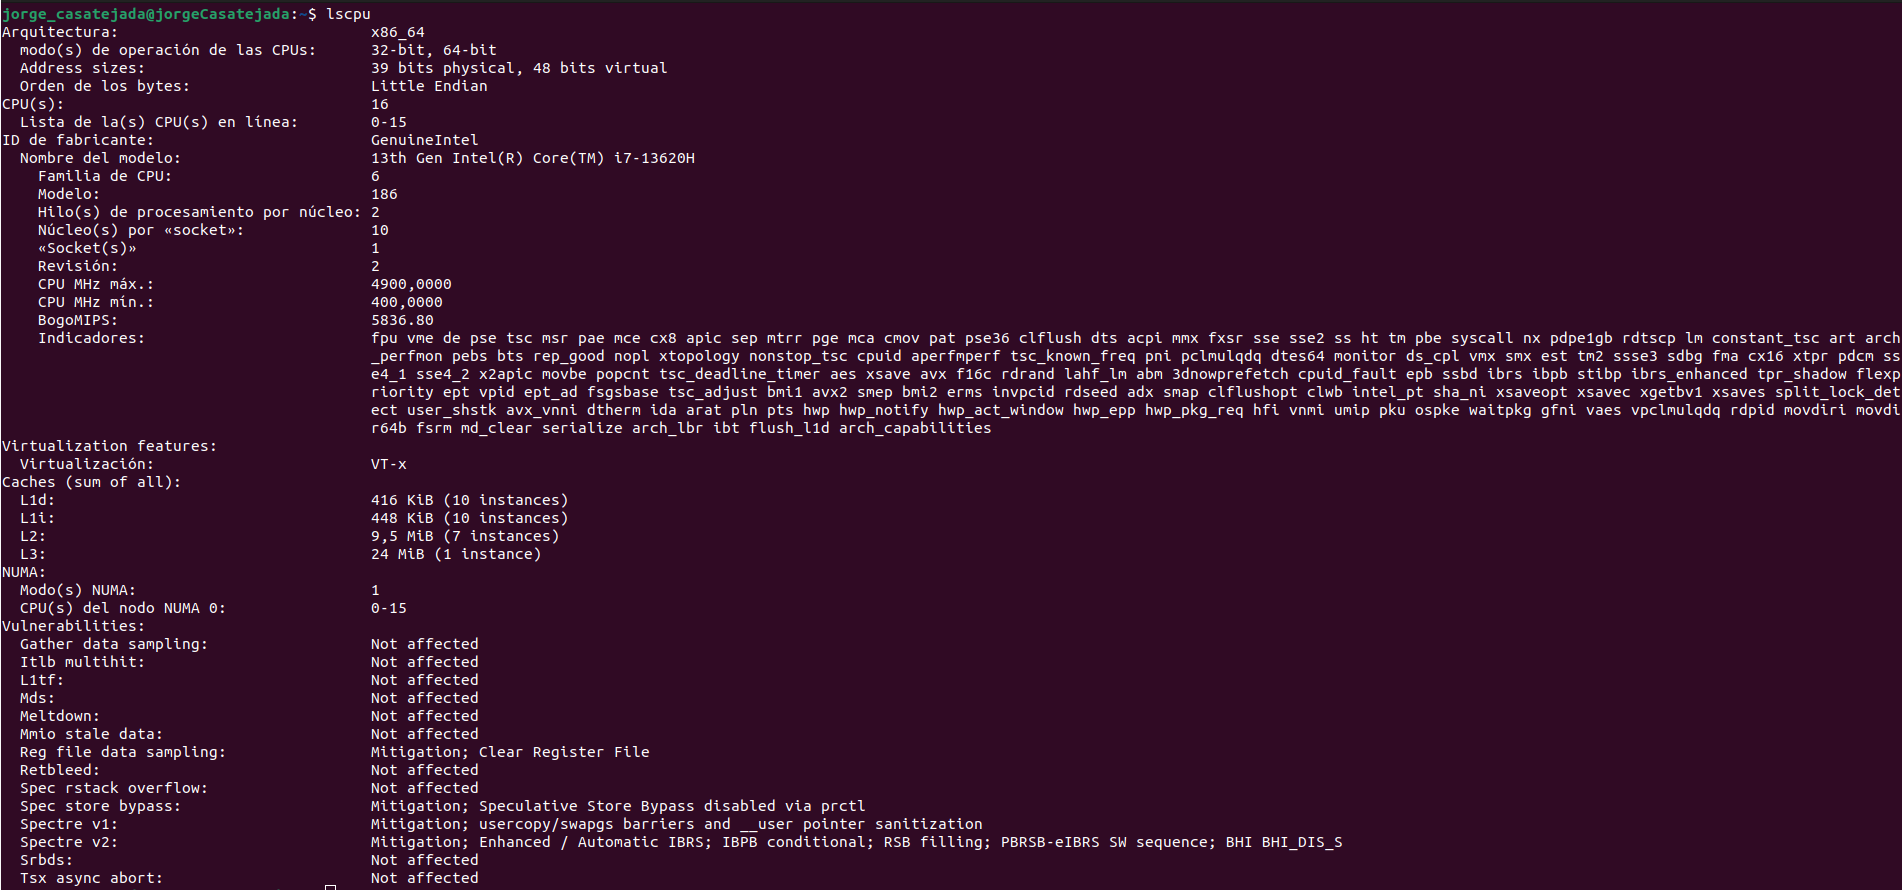 jorge_casatejada@jorgeCasatejada:~$ lscpu
Arquitectura:                            x86_64
  modo(s) de operación de las CPUs:      32-bit, 64-bit
  Address sizes:                         39 bits physical, 48 bits virtual
  Orden de los bytes:                    Little Endian
CPU(s):                                  16
  Lista de la(s) CPU(s) en línea:        0-15
ID de fabricante:                        GenuineIntel
  Nombre del modelo:                     13th Gen Intel(R) Core(TM) i7-13620H
    Familia de CPU:                      6
    Modelo:                              186
    Hilo(s) de procesamiento por núcleo: 2
    Núcleo(s) por «socket»:              10
    «Socket(s)»                          1
    Revisión:                            2
    CPU MHz máx.:                        4900,0000
    CPU MHz mín.:                        400,0000
    BogoMIPS:                            5836.80
    Indicadores:                         fpu vme de pse tsc msr pae mce cx8 apic sep mtrr pge mca cmov pat pse36 clflush dts acpi mmx fxsr sse sse2 ss ht tm pbe syscall nx pdpe1gb rdtscp lm constant_tsc art arch
                                         _perfmon pebs bts rep_good nopl xtopology nonstop_tsc cpuid aperfmperf tsc_known_freq pni pclmulqdq dtes64 monitor ds_cpl vmx smx est tm2 ssse3 sdbg fma cx16 xtpr pdcm ss
                                         e4_1 sse4_2 x2apic movbe popcnt tsc_deadline_timer aes xsave avx f16c rdrand lahf_lm abm 3dnowprefetch cpuid_fault epb ssbd ibrs ibpb stibp ibrs_enhanced tpr_shadow flexp
                                         riority ept vpid ept_ad fsgsbase tsc_adjust bmi1 avx2 smep bmi2 erms invpcid rdseed adx smap clflushopt clwb intel_pt sha_ni xsaveopt xsavec xgetbv1 xsaves split_lock_det
                                         ect user_shstk avx_vnni dtherm ida arat pln pts hwp hwp_notify hwp_act_window hwp_epp hwp_pkg_req hfi vnmi umip pku ospke waitpkg gfni vaes vpclmulqdq rdpid movdiri movdi
                                         r64b fsrm md_clear serialize arch_lbr ibt flush_l1d arch_capabilities
Virtualization features:
  Virtualización:                        VT-x
Caches (sum of all):
  L1d:                                   416 KiB (10 instances)
  L1i:                                   448 KiB (10 instances)
  L2:                                    9,5 MiB (7 instances)
  L3:                                    24 MiB (1 instance)
NUMA:
  Modo(s) NUMA:                          1
  CPU(s) del nodo NUMA 0:                0-15
Vulnerabilities:
  Gather data sampling:                  Not affected
  Itlb multihit:                         Not affected
  L1tf:                                  Not affected
  Mds:                                   Not affected
  Meltdown:                              Not affected
  Mmio stale data:                       Not affected
  Reg file data sampling:                Mitigation; Clear Register File
  Retbleed:                              Not affected
  Spec rstack overflow:                  Not affected
  Spec store bypass:                     Mitigation; Speculative Store Bypass disabled via prctl
  Spectre v1:                            Mitigation; usercopy/swapgs barriers and __user pointer sanitization
  Spectre v2:                            Mitigation; Enhanced / Automatic IBRS; IBPB conditional; RSB filling; PBRSB-eIBRS SW sequence; BHI BHI_DIS_S
  Srbds:                                 Not affected
  Tsx async abort:                       Not affected